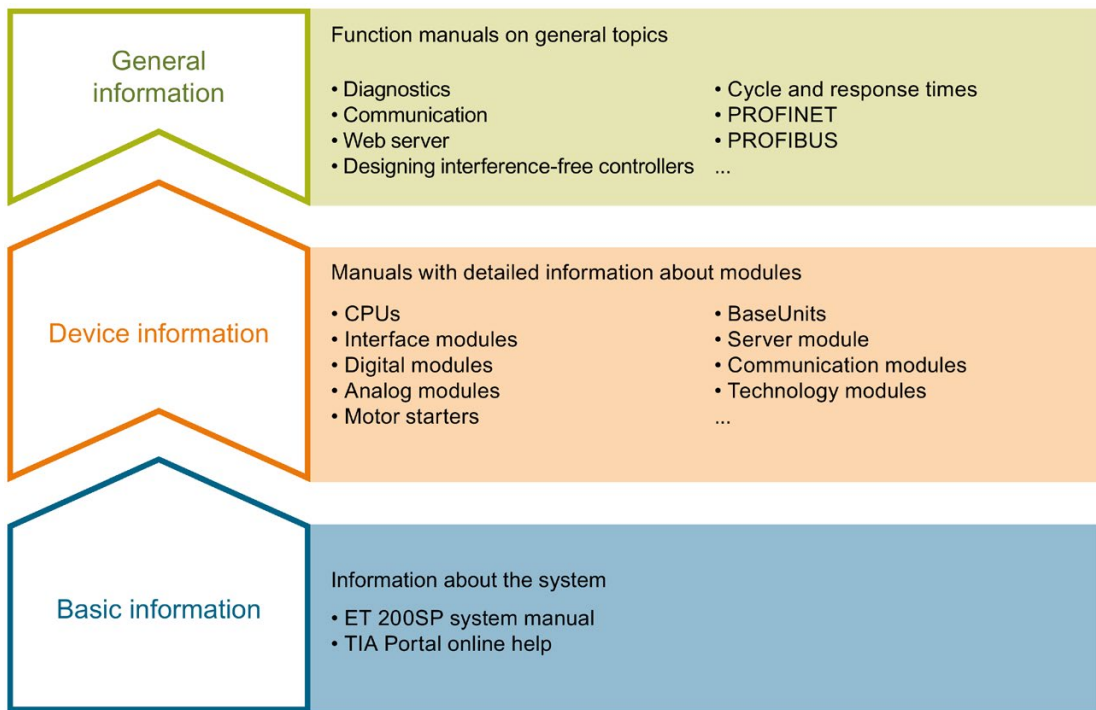 General
information
Function manuals on general topics
• Diagnostics
• Communication
• Web server
• Designing interference-free controllers
• Cycle and response times
• PROFINET
• PROFIBUS
...
Device information
Manuals with detailed information about modules
• CPUs
• Interface modules
• Digital modules
• Analog modules
• Motor starters
• BaseUnits
• Server module
• Communication modules
• Technology modules
...
Basic information
Information about the system
• ET 200SP system manual
• TIA Portal online help